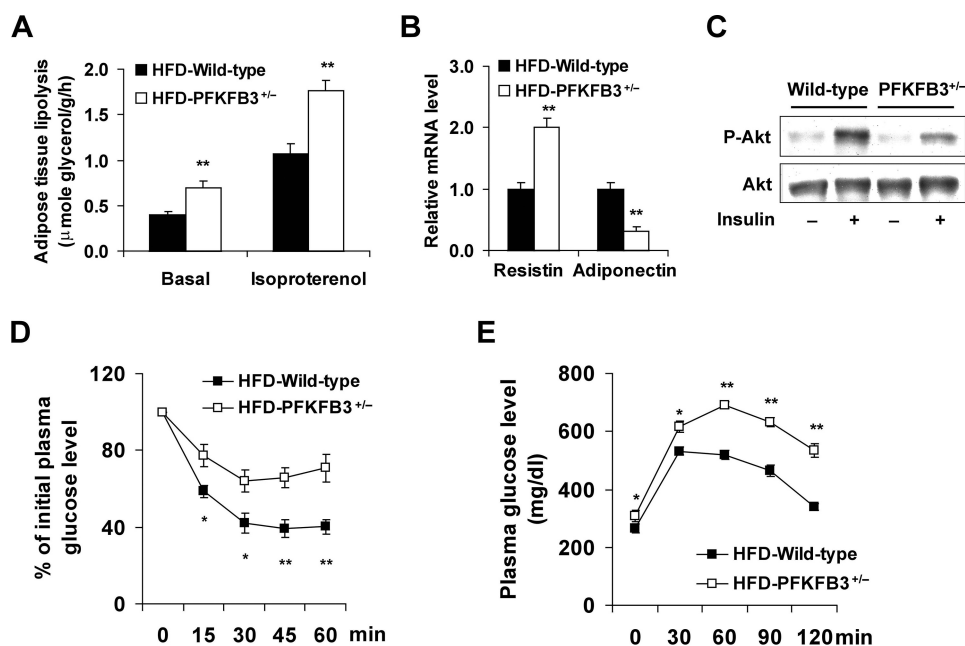 A
Adipose tissue lipolysis
(μmole glycerol/g/h)
2.0
1.5
1.0
0.5
0.0
HFD-Wild-type
HFD-PFKFB3+/–
**
**
Basal
Isoproterenol
B
Relative mRNA level
3.0
2.0
1.0
0.0
HFD-Wild-type
HFD-PFKFB3+/–
**
**
Resistin
Adiponectin
C
Wild-type
PFKFB3+/–
P-Akt
Akt
Insulin
– + – +
D
% of initial plasma
glucose level
120
80
40
0
HFD-Wild-type
HFD-PFKFB3+/–
* * ** **
0 15 30 45 60 min
E
Plasma glucose level
(mg/dl)
800
600
400
200
0
* * ** ** **
HFD-Wild-type
HFD-PFKFB3+/–
0 30 60 90 120 min